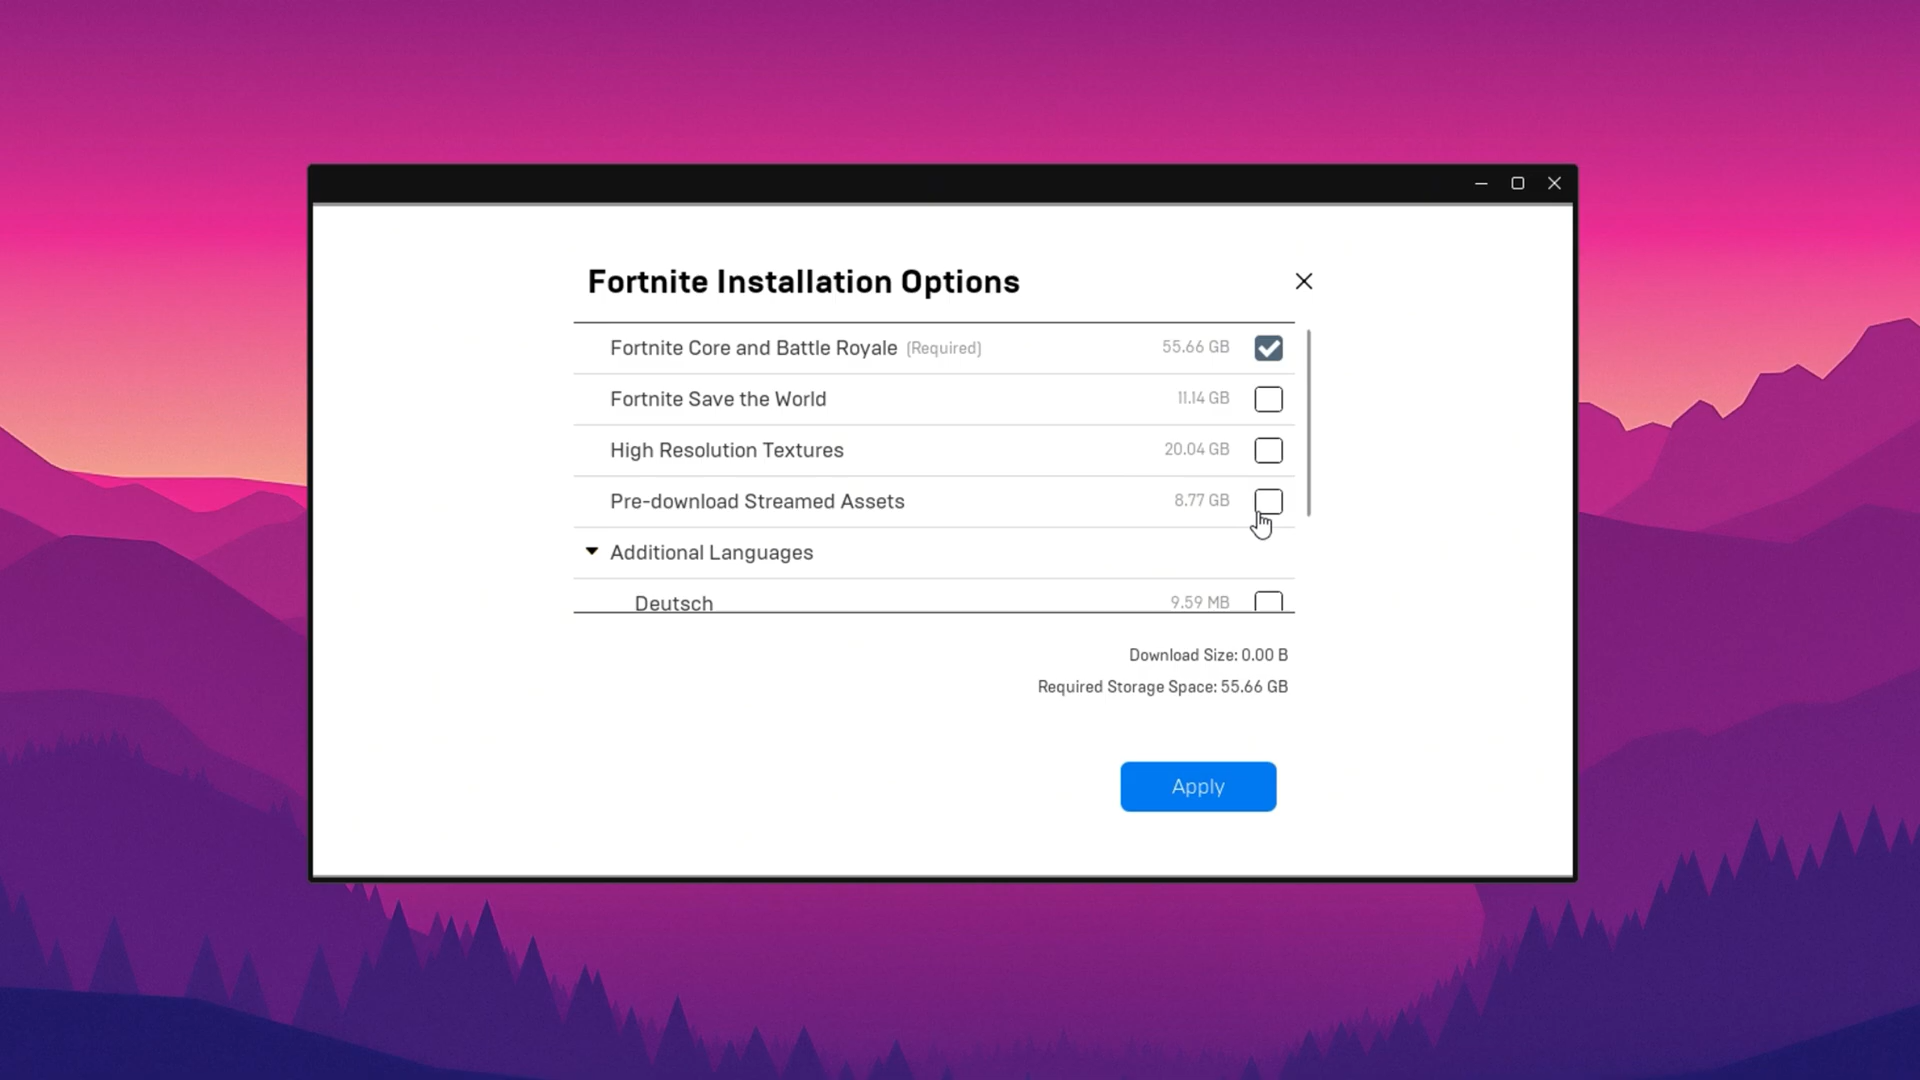 Fortnite Installation Options
Fortnite Core and Battle Royale (Required) 55.66 GB
Fortnite Save the World 11.14 GB
High Resolution Textures 20.04 GB
Pre-download Streamed Assets 8.77 GB
Additional Languages
Deutsch 9.59 MB
Download Size: 0.00 B
Required Storage Space: 55.66 GB
Apply